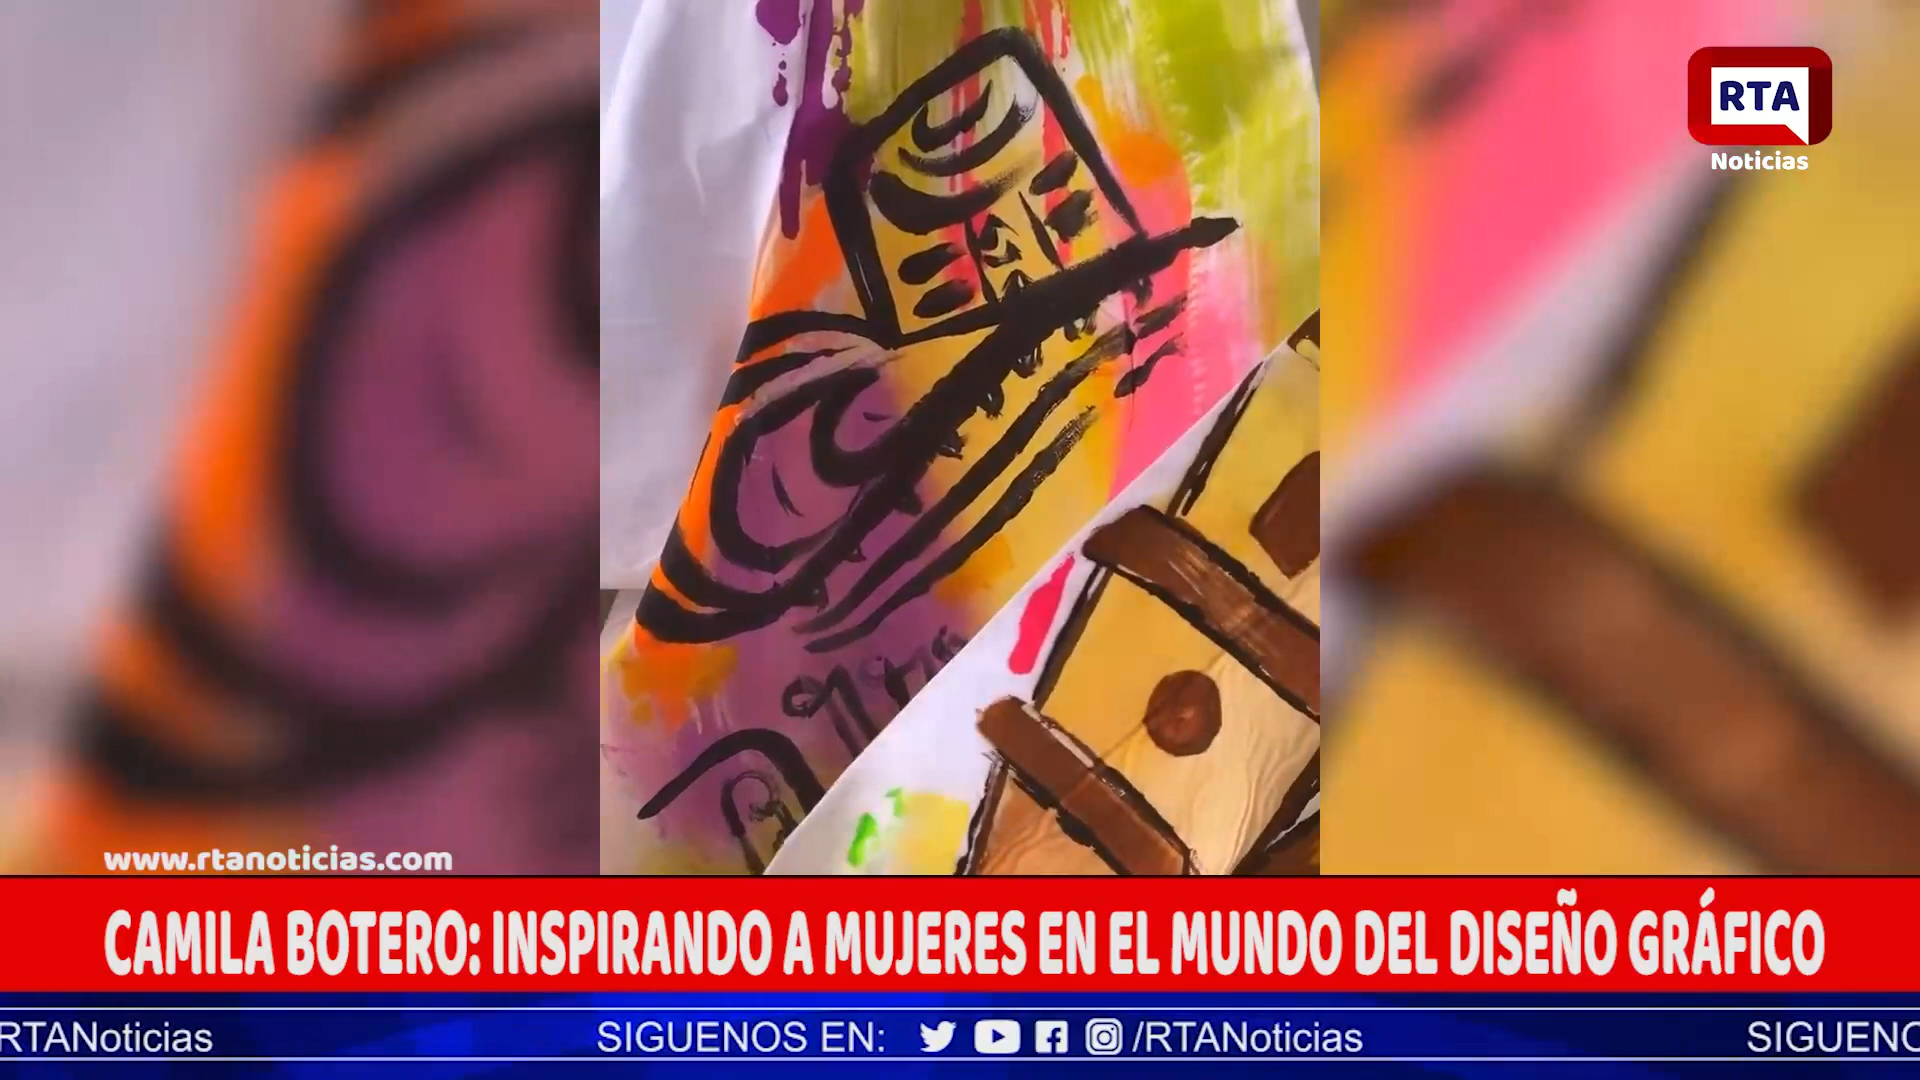 RTA
Noticias
www.rtanoticias.com
CAMILA BOTERO: INSPIRANDO A MUJERES EN EL MUNDO DEL DISEÑO GRÁFICO
RTANoticias SIGUENOS EN: /RTANoticias SIGUENO